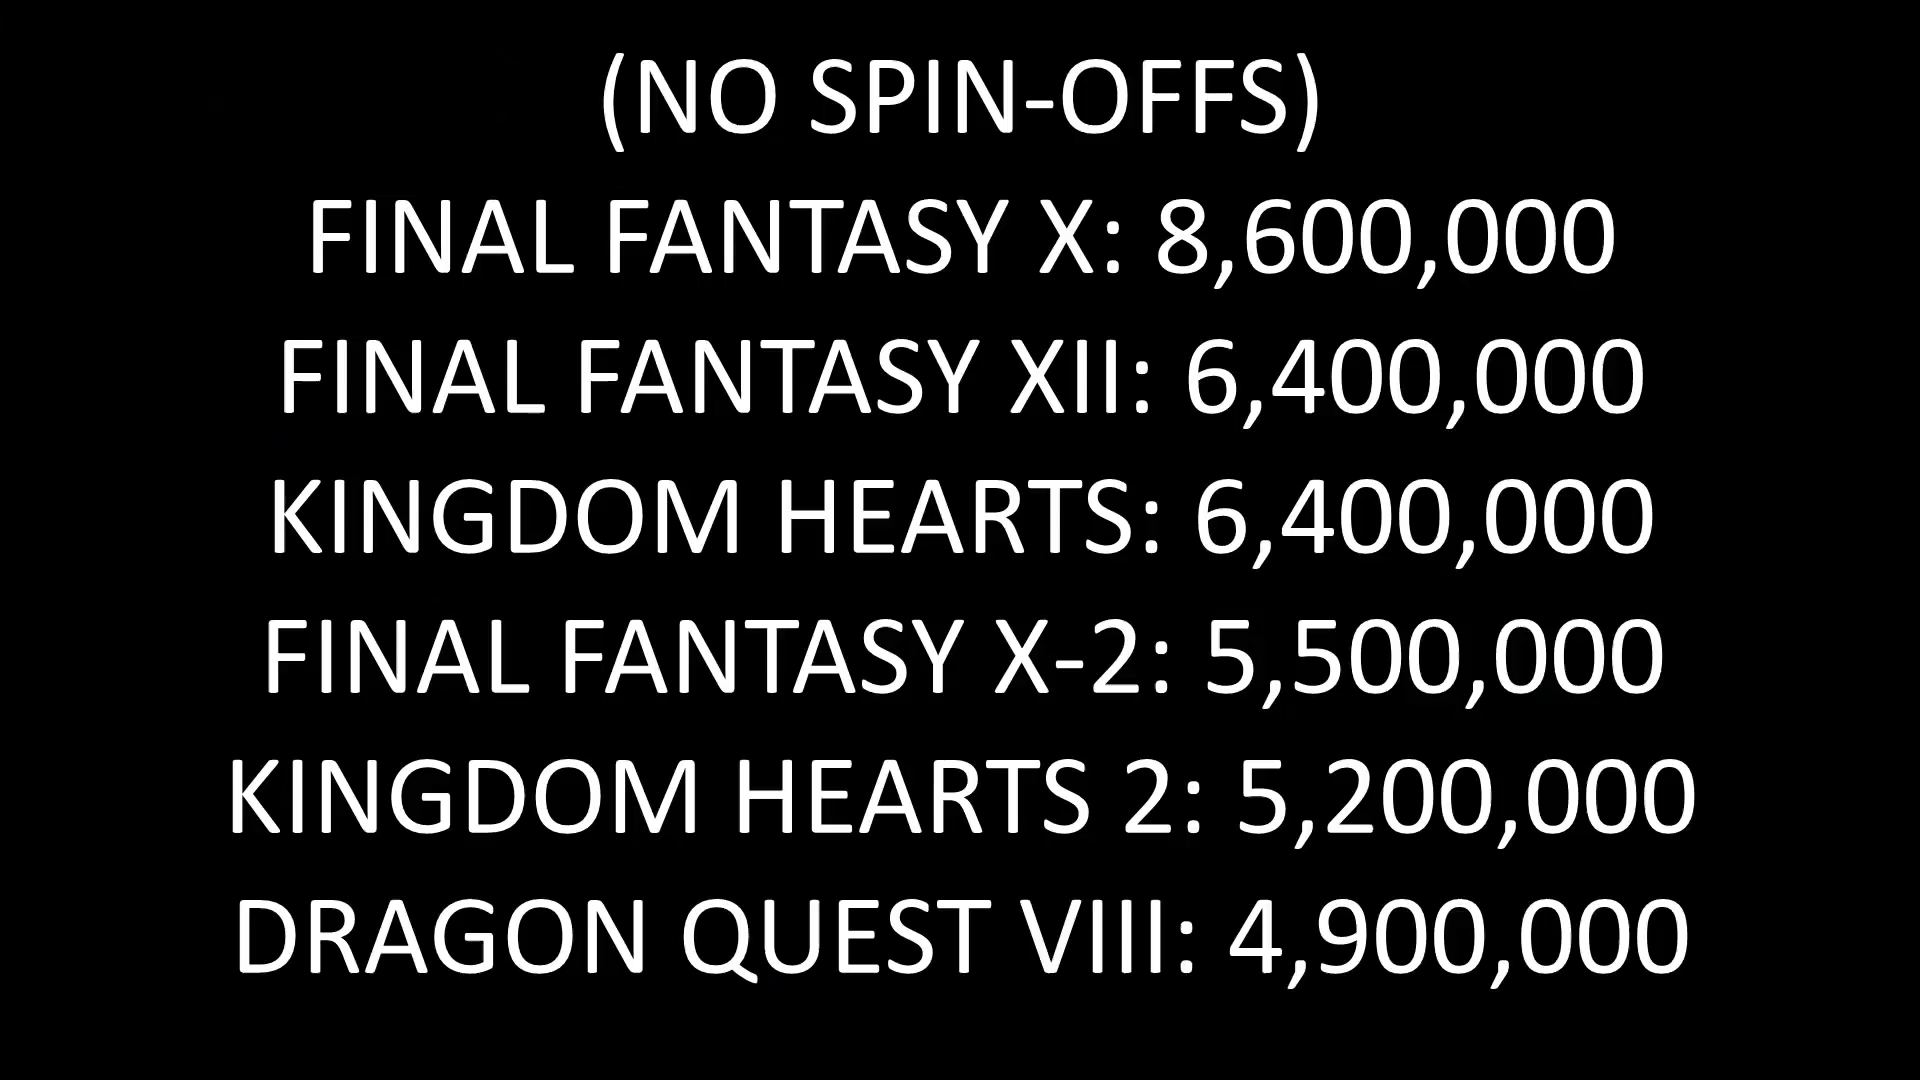 (NO SPIN-OFFS)
FINAL FANTASY X: 8,600,000
FINAL FANTASY XII: 6,400,000
KINGDOM HEARTS: 6,400,000
FINAL FANTASY X-2: 5,500,000
KINGDOM HEARTS 2: 5,200,000
DRAGON QUEST VIII: 4,900,000